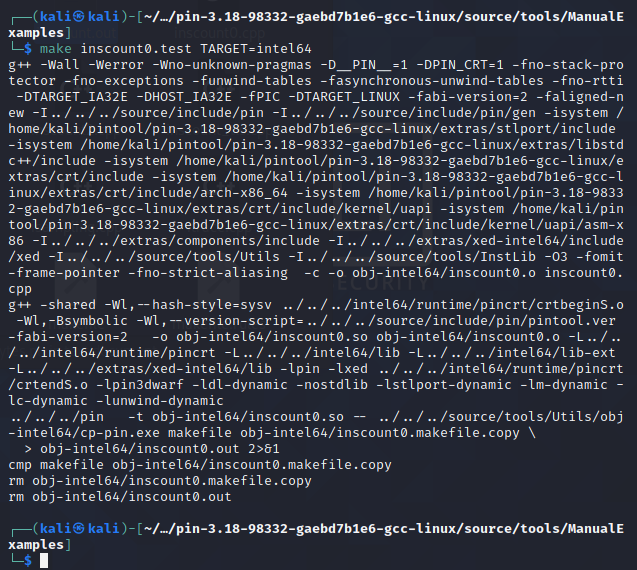 ┌──(kali㉿kali)-[~/…/pin-3.18-98332-gaebd7b1e6-gcc-linux/source/tools/ManualE
xamples]
└─$ make inscount0.test TARGET=intel64
g++ -Wall -Werror -Wno-unknown-pragmas -D__PIN__=1 -DPIN_CRT=1 -fno-stack-pro
tector -fno-exceptions -funwind-tables -fasynchronous-unwind-tables -fno-rtti
-DTARGET_IA32E -DHOST_IA32E -fPIC -DTARGET_LINUX -fabi-version=2 -faligned-n
ew -I../../../source/include/pin -I../../../source/include/pin/gen -isystem /
home/kali/pintool/pin-3.18-98332-gaebd7b1e6-gcc-linux/extras/stlport/include
-isystem /home/kali/pintool/pin-3.18-98332-gaebd7b1e6-gcc-linux/extras/libstd
c++/include -isystem /home/kali/pintool/pin-3.18-98332-gaebd7b1e6-gcc-linux/e
xtras/crt/include -isystem /home/kali/pintool/pin-3.18-98332-gaebd7b1e6-gcc-l
inux/extras/crt/include/arch-x86_64 -isystem /home/kali/pintool/pin-3.18-9833
2-gaebd7b1e6-gcc-linux/extras/crt/include/kernel/uapi -isystem /home/kali/pin
tool/pin-3.18-98332-gaebd7b1e6-gcc-linux/extras/crt/include/kernel/uapi/asm-x
86 -I../../../extras/components/include -I../../../extras/xed-intel64/include
/xed -I../../../source/tools/Utils -I../../../source/tools/InstLib -O3 -fomit
-frame-pointer -fno-strict-aliasing  -c -o obj-intel64/inscount0.o inscount0.
cpp
g++ -shared -Wl,--hash-style=sysv ../../../intel64/runtime/pincrt/crtbeginS.o
-Wl,-Bsymbolic -Wl,--version-script=../../../source/include/pin/pintool.ver
-fabi-version=2   -o obj-intel64/inscount0.so obj-intel64/inscount0.o -L../..
/../intel64/runtime/pincrt -L../../../intel64/lib -L../../../intel64/lib-ext
-L../../../extras/xed-intel64/lib -lpin -lxed ../../../intel64/runtime/pincrt
/crtendS.o -lpin3dwarf -ldl-dynamic -nostdlib -lstlport-dynamic -lm-dynamic -
lc-dynamic -lunwind-dynamic
../../../pin  -t obj-intel64/inscount0.so -- ../../../source/tools/Utils/obj
-intel64/cp-pin.exe makefile obj-intel64/inscount0.makefile.copy \
  > obj-intel64/inscount0.out 2>&1
cmp makefile obj-intel64/inscount0.makefile.copy
rm obj-intel64/inscount0.makefile.copy
rm obj-intel64/inscount0.out
┌──(kali㉿kali)-[~/…/pin-3.18-98332-gaebd7b1e6-gcc-linux/source/tools/ManualE
xamples]
└─$